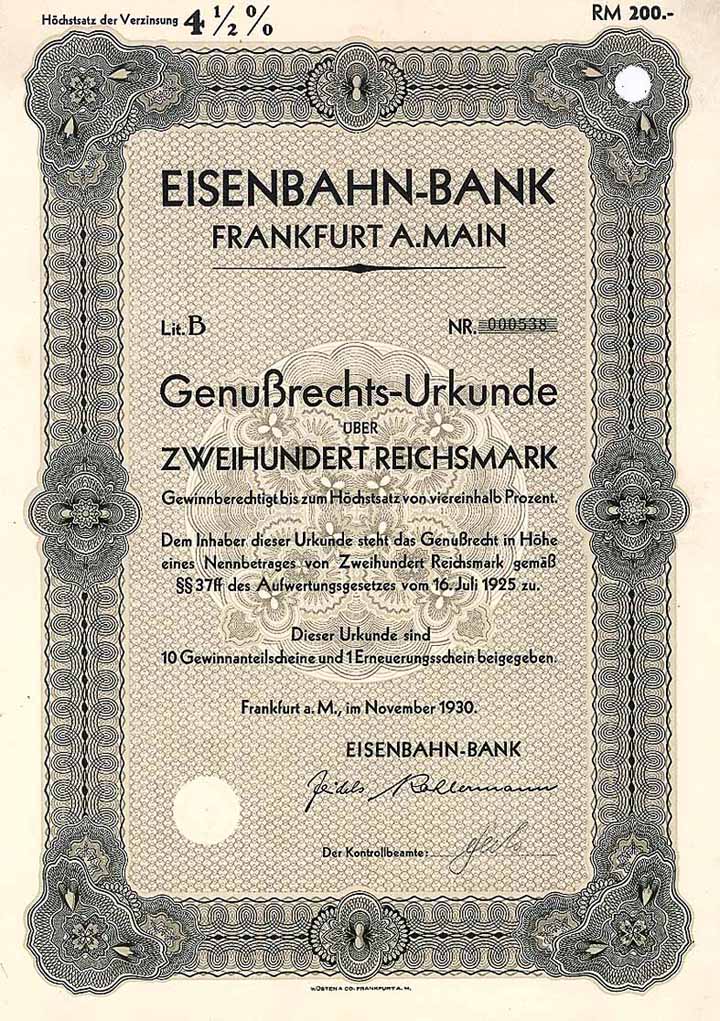 Höchstsatz der Verzinsung 4 1/2 %
RM 200.-
EISENBAHN-BANK
FRANKFURT A. MAIN
Lit. B
NR. 000538
Genußrechts-Urkunde
ÜBER
ZWEIHUNDERT REICHSMARK
Gewinnberechtigt bis zum Höchstsatz von viereinhalb Prozent.
Dem Inhaber dieser Urkunde steht das Genußrecht in Höhe
eines Nennbetrages von Zweihundert Reichsmark gemäß
§§ 37ff des Aufwertungsgesetzes vom 16. Juli 1925 zu.
Dieser Urkunde sind
10 Gewinnanteilscheine und 1 Erneuerungsschein beigegeben.
Frankfurt a. M., im November 1930.
EISENBAHN-BANK
Der Kontrollbeamte:
WÜSTEN & CO. FRANKFURT A. M.